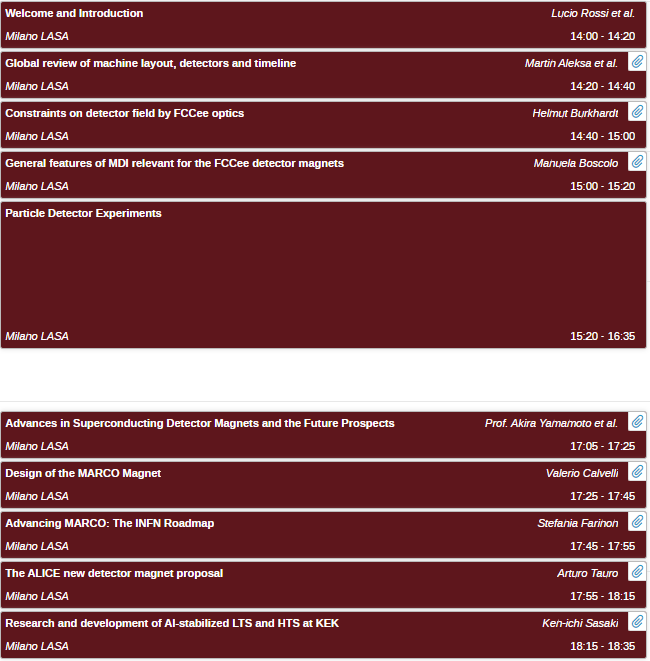 Welcome and Introduction Lucio Rossi et al.
Milano LASA 14:00 - 14:20
Global review of machine layout, detectors and timeline Martin Aleksa et al.
Milano LASA 14:20 - 14:40
Constraints on detector field by FCCee optics Helmut Burkhardt
Milano LASA 14:40 - 15:00
General features of MDI relevant for the FCCee detector magnets Manuela Boscolo
Milano LASA 15:00 - 15:20
Particle Detector Experiments
Milano LASA 15:20 - 16:35
Advances in Superconducting Detector Magnets and the Future Prospects Prof. Akira Yamamoto et al.
Milano LASA 17:05 - 17:25
Design of the MARCO Magnet Valerio Calvelli
Milano LASA 17:25 - 17:45
Advancing MARCO: The INFN Roadmap Stefania Farinon
Milano LASA 17:45 - 17:55
The ALICE new detector magnet proposal Arturo Tauro
Milano LASA 17:55 - 18:15
Research and development of Al-stabilized LTS and HTS at KEK Ken-ichi Sasaki
Milano LASA 18:15 - 18:35